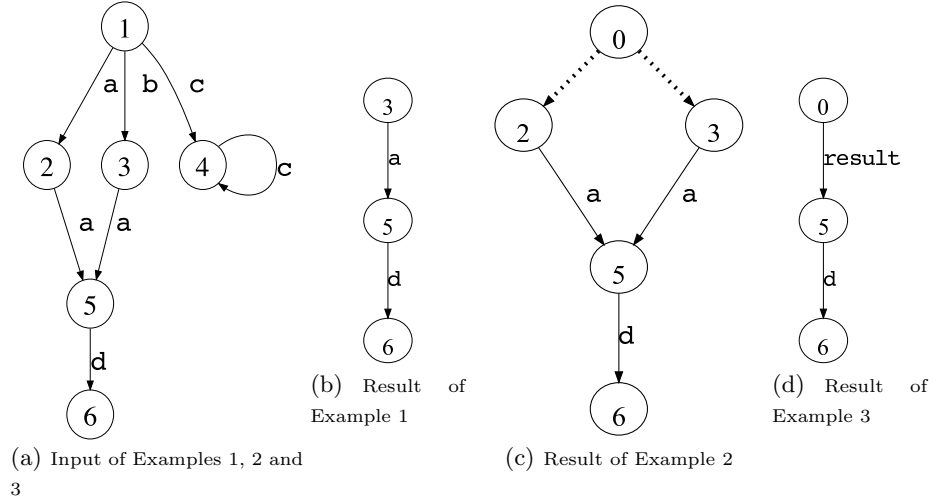 1
a b c
2 3 4
c
a a
5
d
6
(a) Input of Examples 1, 2 and
3
3
a
5
d
6
(b) Result of
Example 1
0
2 3
a a
5
d
6
(c) Result of Example 2
0
result
5
d
6
(d) Result of
Example 3